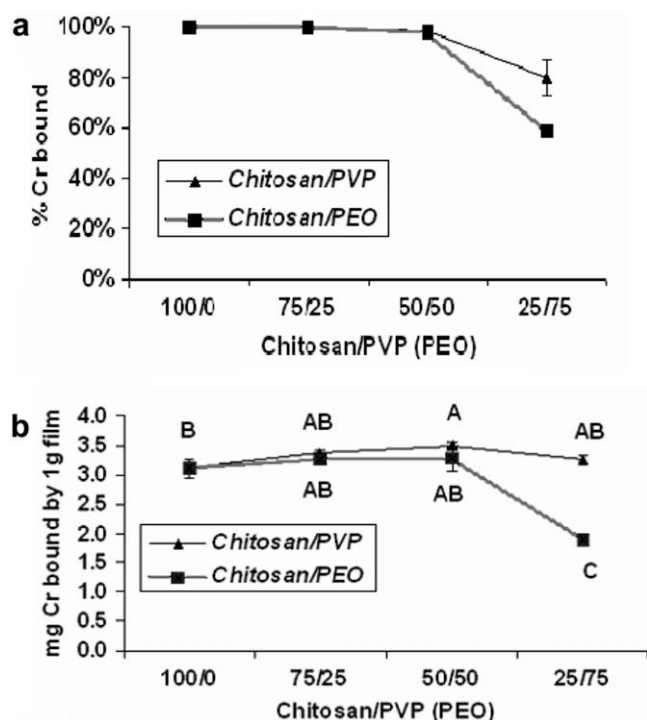 a
100%
80%
60%
40%
20%
0%
% Cr bound
Chitosan/PVP
Chitosan/PEO
100/0 75/25 50/50 25/75
Chitosan/PVP (PEO)
b
4.0
3.5
3.0
2.5
2.0
1.5
1.0
0.5
0.0
mg Cr bound by 1g film
B AB A AB
AB AB
C
Chitosan/PVP
Chitosan/PEO
100/0 75/25 50/50 25/75
Chitosan/PVP (PEO)